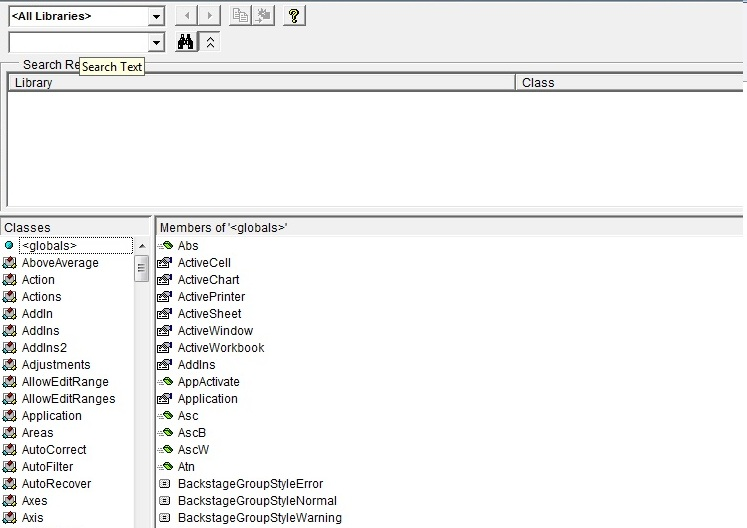 <All Libraries>
Search Re
Search Text
Library Class
Classes
<globals>
AboveAverage
Action
Actions
AddIn
AddIns
AddIns2
Adjustments
AllowEditRange
AllowEditRanges
Application
Areas
AutoCorrect
AutoFilter
AutoRecover
Axes
Axis
Members of '<globals>'
Abs
ActiveCell
ActiveChart
ActivePrinter
ActiveSheet
ActiveWindow
ActiveWorkbook
AddIns
AppActivate
Application
Asc
AscB
AscW
Atn
BackstageGroupStyleError
BackstageGroupStyleNormal
BackstageGroupStyleWarning